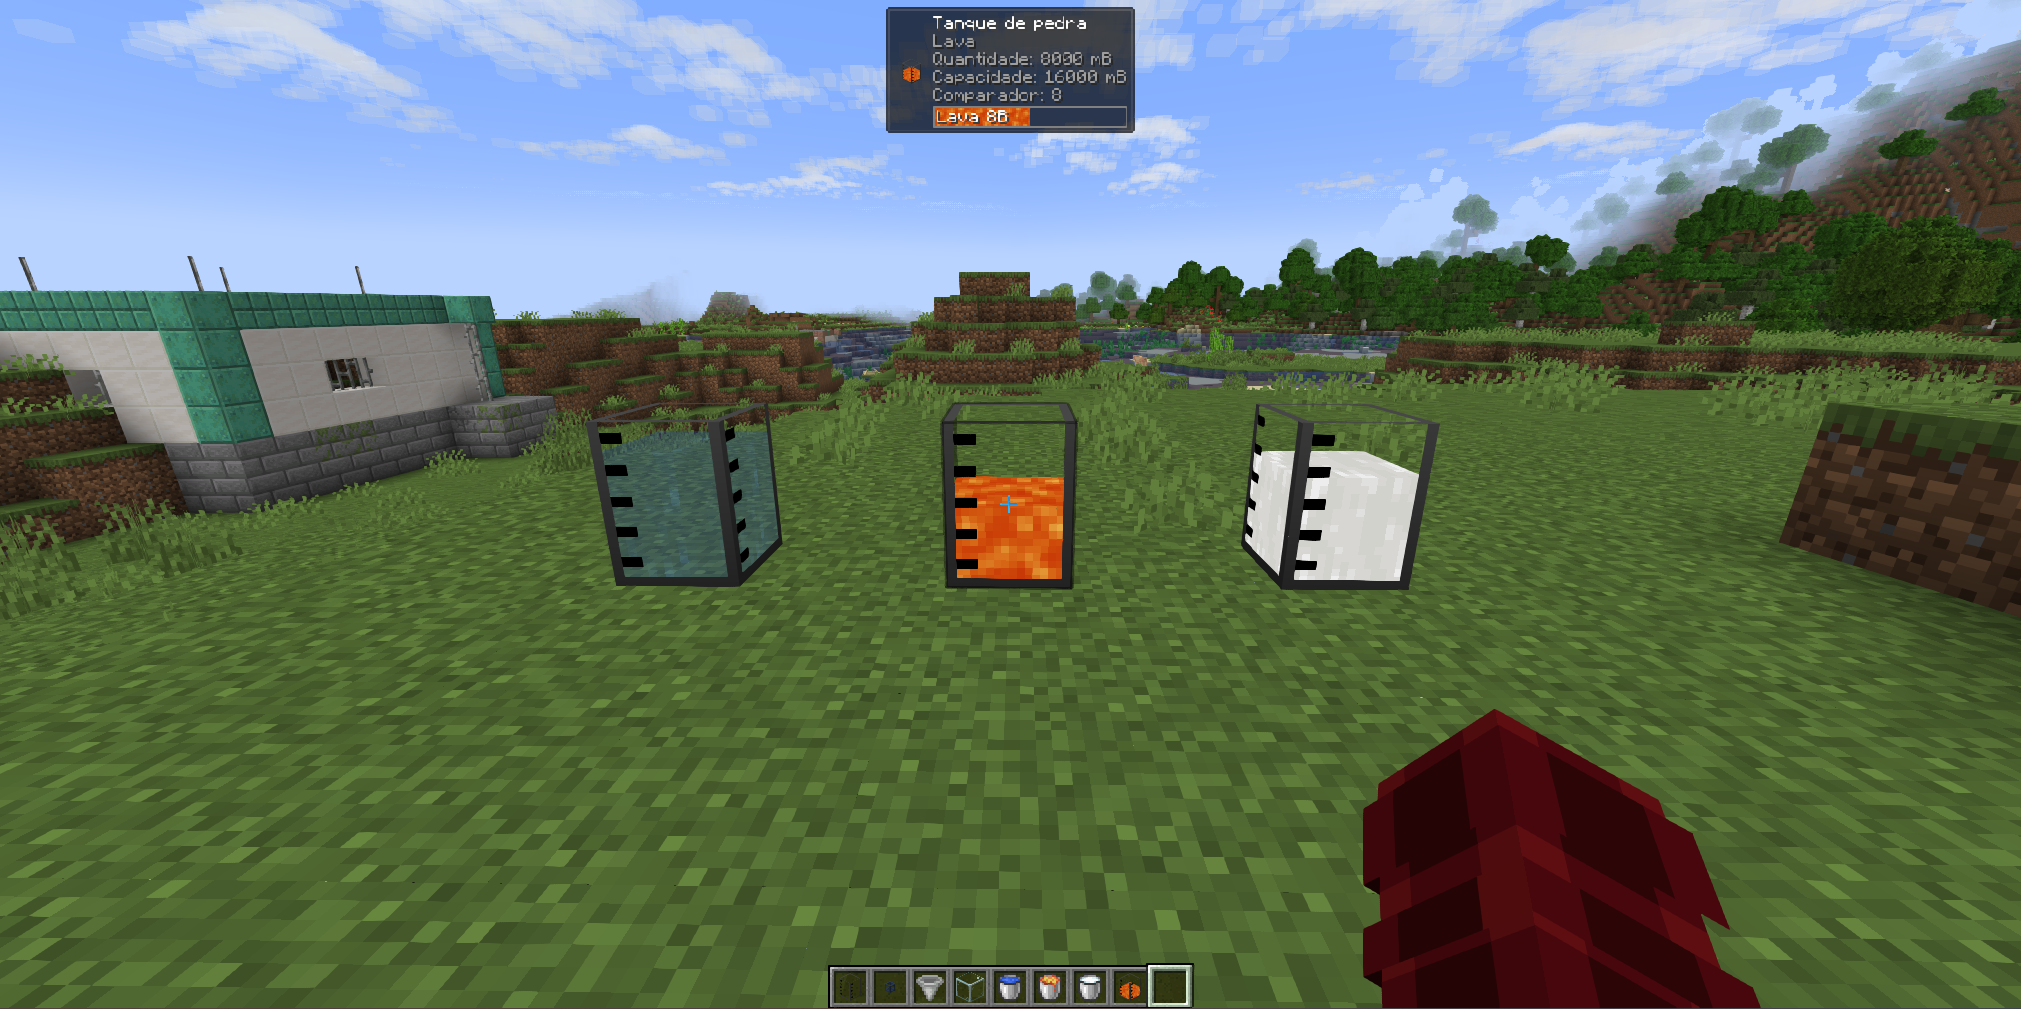 Tanque de pedra
Lava
Quantidade: 8000 mB
Capacidade: 16000 mB
Comparador: 8
Lava 8B